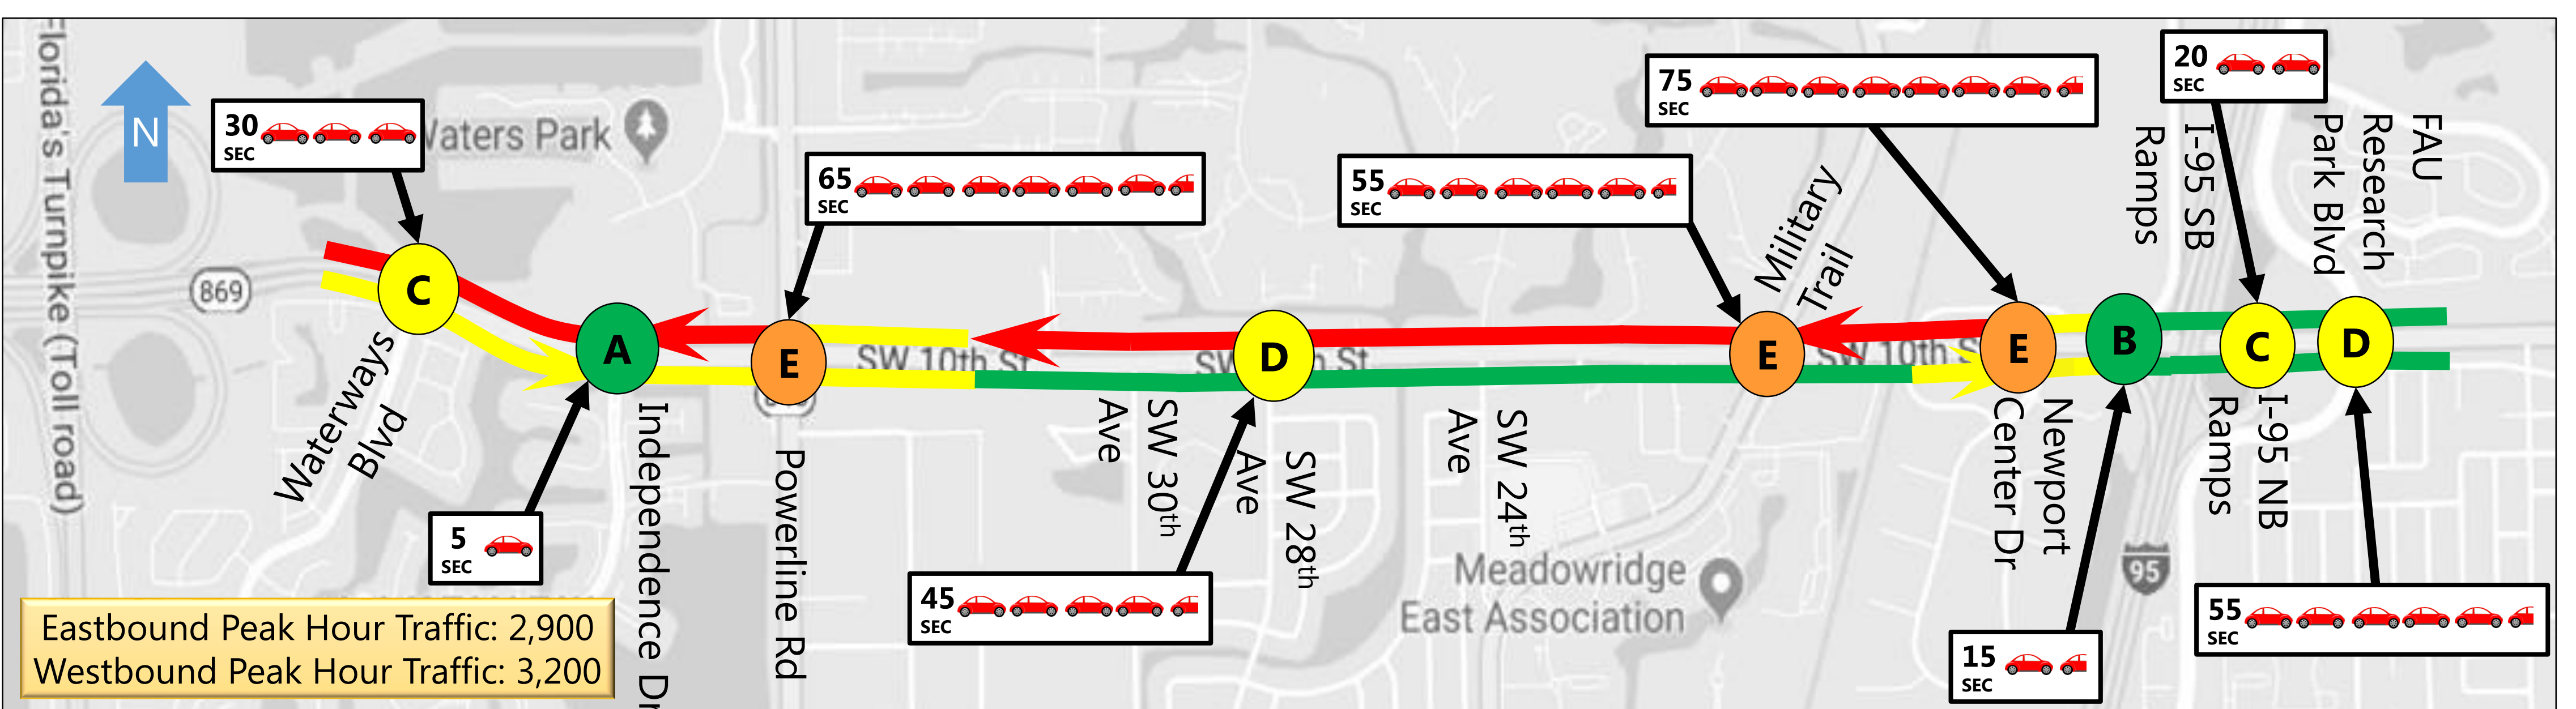 Florida's Turnpike (Toll road)
N
30
SEC
Waters Park
869
C
Waterways
Blvd
5
SEC
A
Independence Dr
65
SEC
E
Powerline Rd
SW 10th St
SW 30th
Ave
45
SEC
D
SW 28th
Ave
55
SEC
SW 24th
Ave
E
Military
Trail
75
SEC
SW 10th S
E
Newport
Center Dr
Meadowridge
East Association
15
SEC
B
95
I-95 SB
Ramps
20
SEC
C
I-95 NB
Ramps
FAU
Research
Park Blvd
D
55
SEC
Eastbound Peak Hour Traffic: 2,900
Westbound Peak Hour Traffic: 3,200